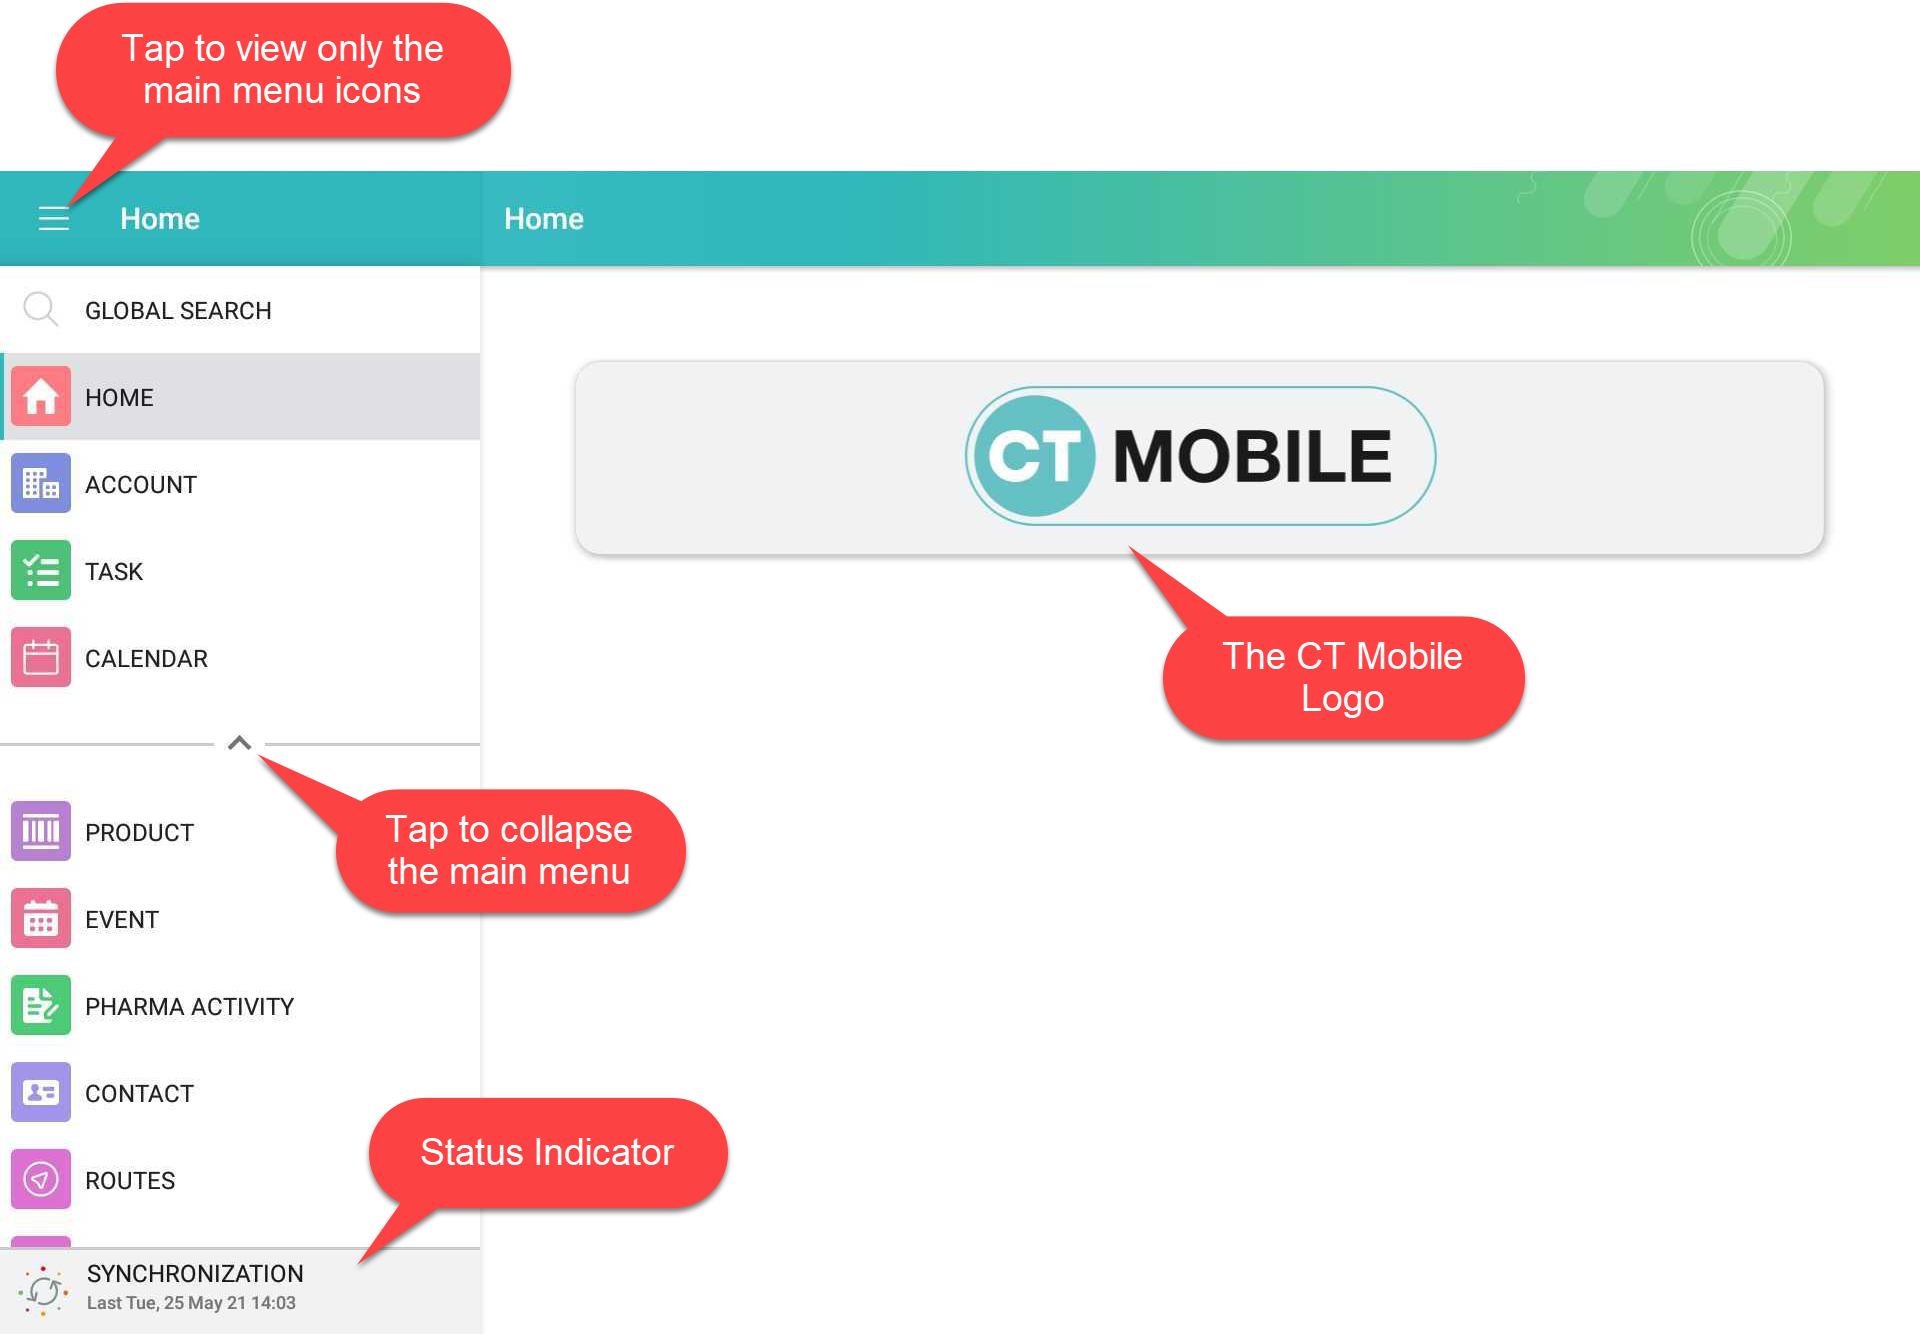 Tap to view only the
main menu icons
Home
Home
GLOBAL SEARCH
HOME
CT MOBILE
ACCOUNT
TASK
CALENDAR
The CT Mobile
Logo
PRODUCT
Tap to collapse
the main menu
EVENT
PHARMA ACTIVITY
CONTACT
Status Indicator
ROUTES
SYNCHRONIZATION
Last Tue, 25 May 21 14:03